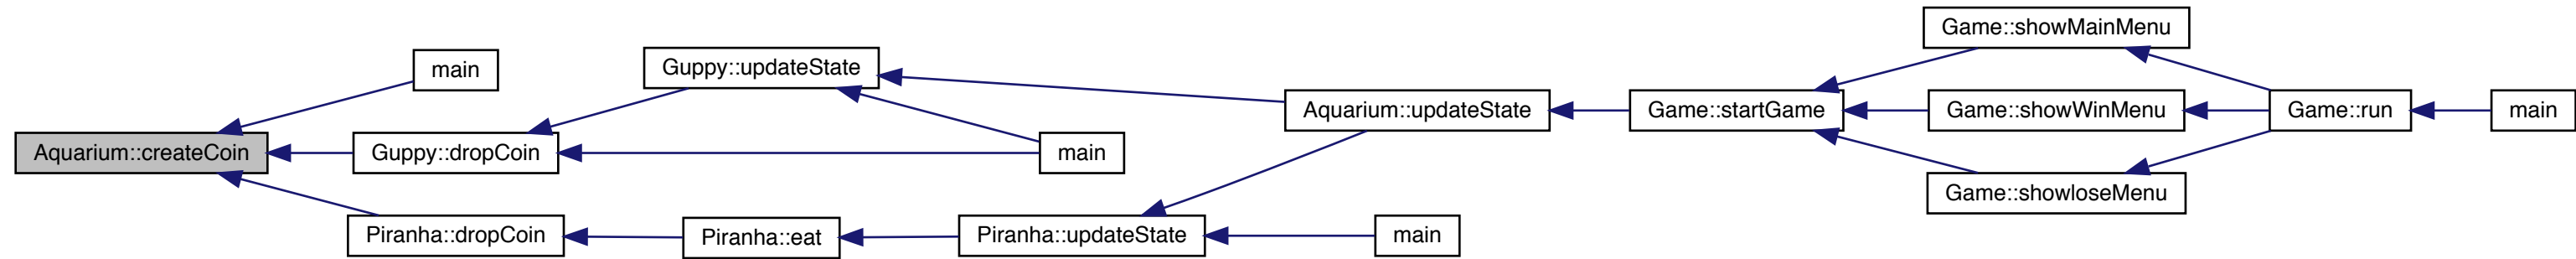 Aquarium::createCoin
main
Guppy::dropCoin
Piranha::dropCoin
Guppy::updateState
Piranha::eat
main
Piranha::updateState
Aquarium::updateState
main
Game::startGame
Game::showMainMenu
Game::showWinMenu
Game::showloseMenu
Game::run
main